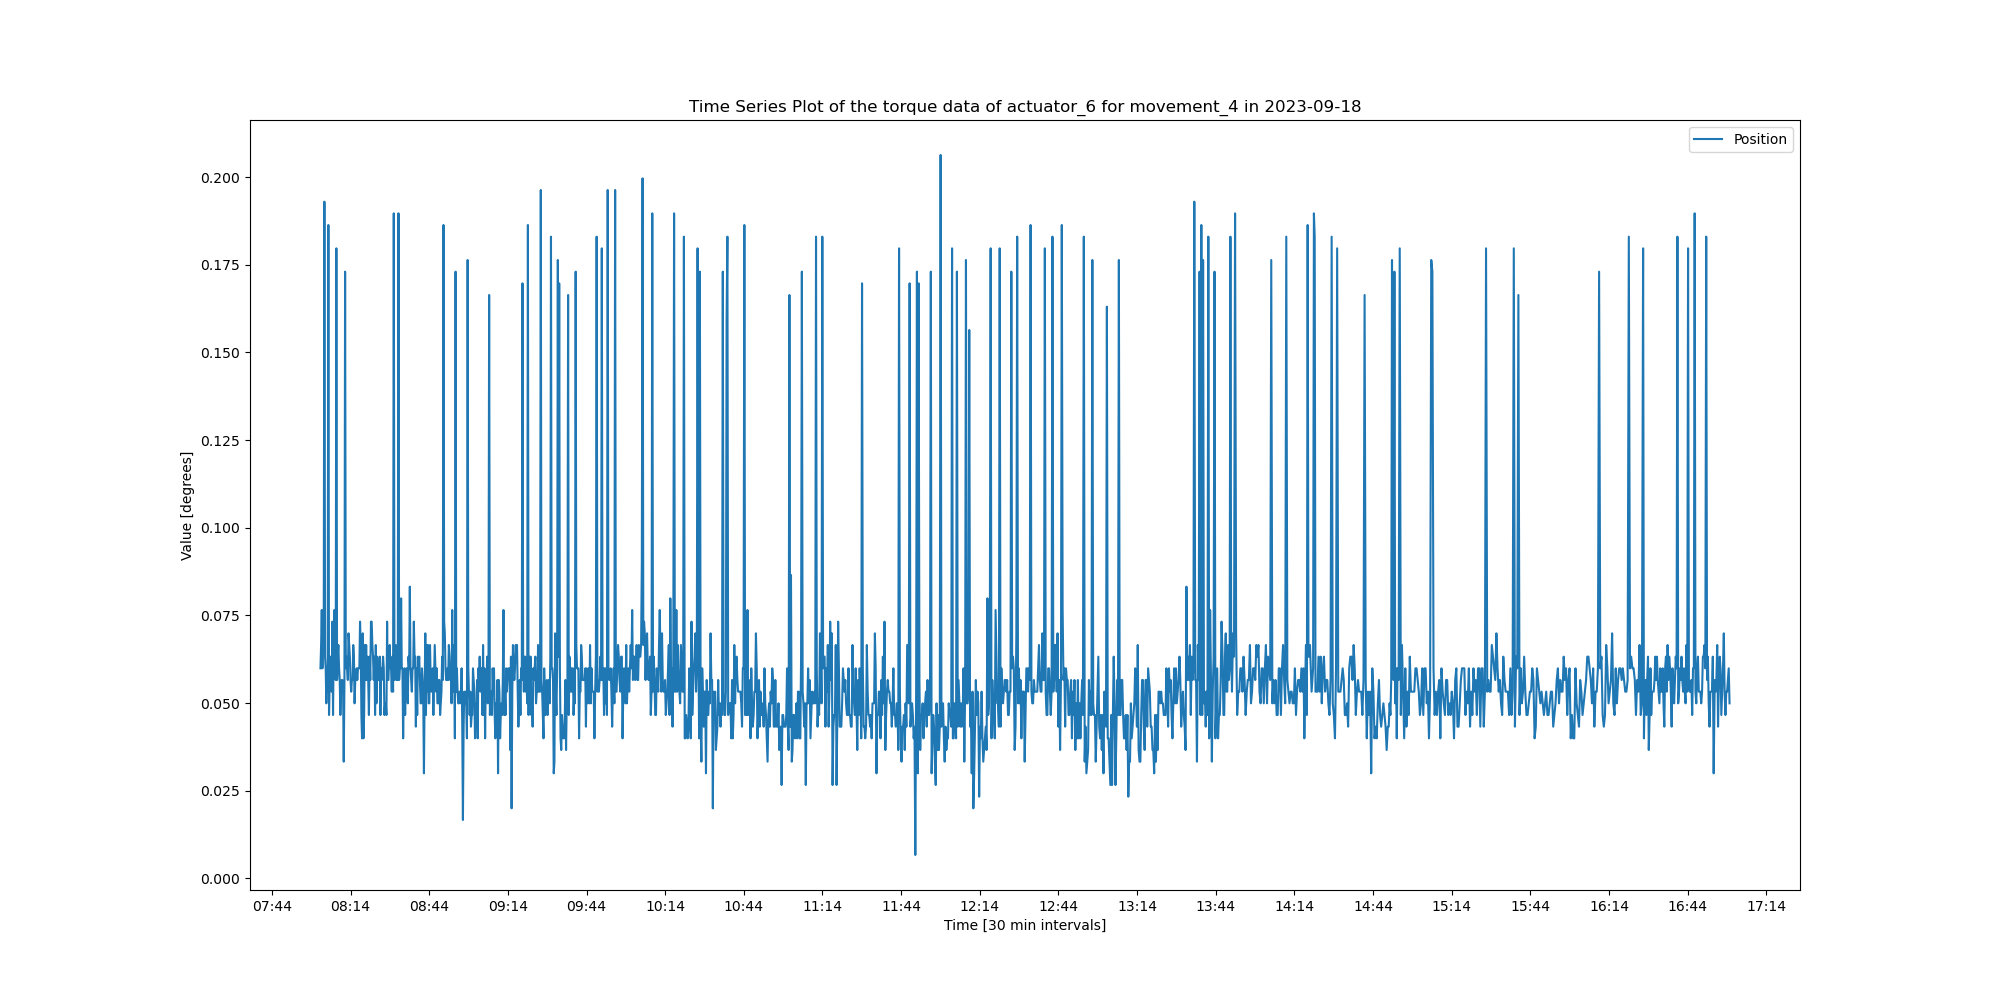 Time Series Plot of the torque data of actuator_6 for movement_4 in 2023-09-18
Position
Value [degrees]
0.200
0.175
0.150
0.125
0.100
0.075
0.050
0.025
0.000
07:44 08:14 08:44 09:14 09:44 10:14 10:44 11:14 11:44 12:14 12:44 13:14 13:44 14:14 14:44 15:14 15:44 16:14 16:44 17:14
Time [30 min intervals]